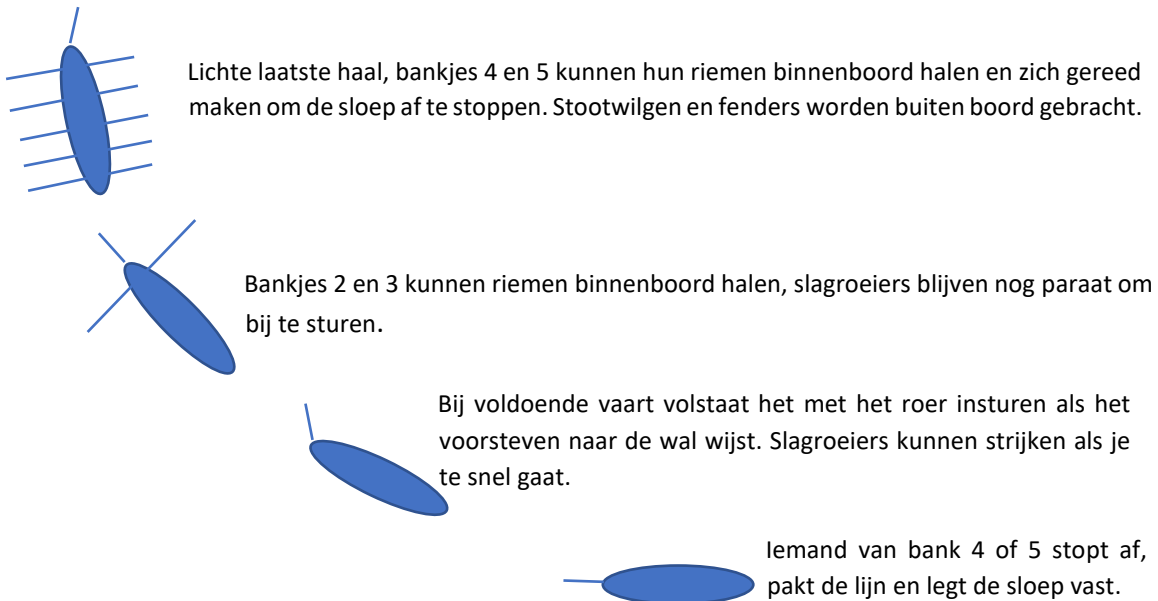 Lichte laatste haal, bankjes 4 en 5 kunnen hun riemen binnenboord halen en zich gereed
maken om de sloep af te stoppen. Stootwilgen en fenders worden buiten boord gebracht.
Bankjes 2 en 3 kunnen riemen binnenboord halen, slagroeiers blijven nog paraat om
bij te sturen.
Bij voldoende vaart volstaat het met het roer insturen als het
voorsteven naar de wal wijst. Slagroeiers kunnen strijken als je
te snel gaat.
Iemand van bank 4 of 5 stopt af,
pakt de lijn en legt de sloep vast.